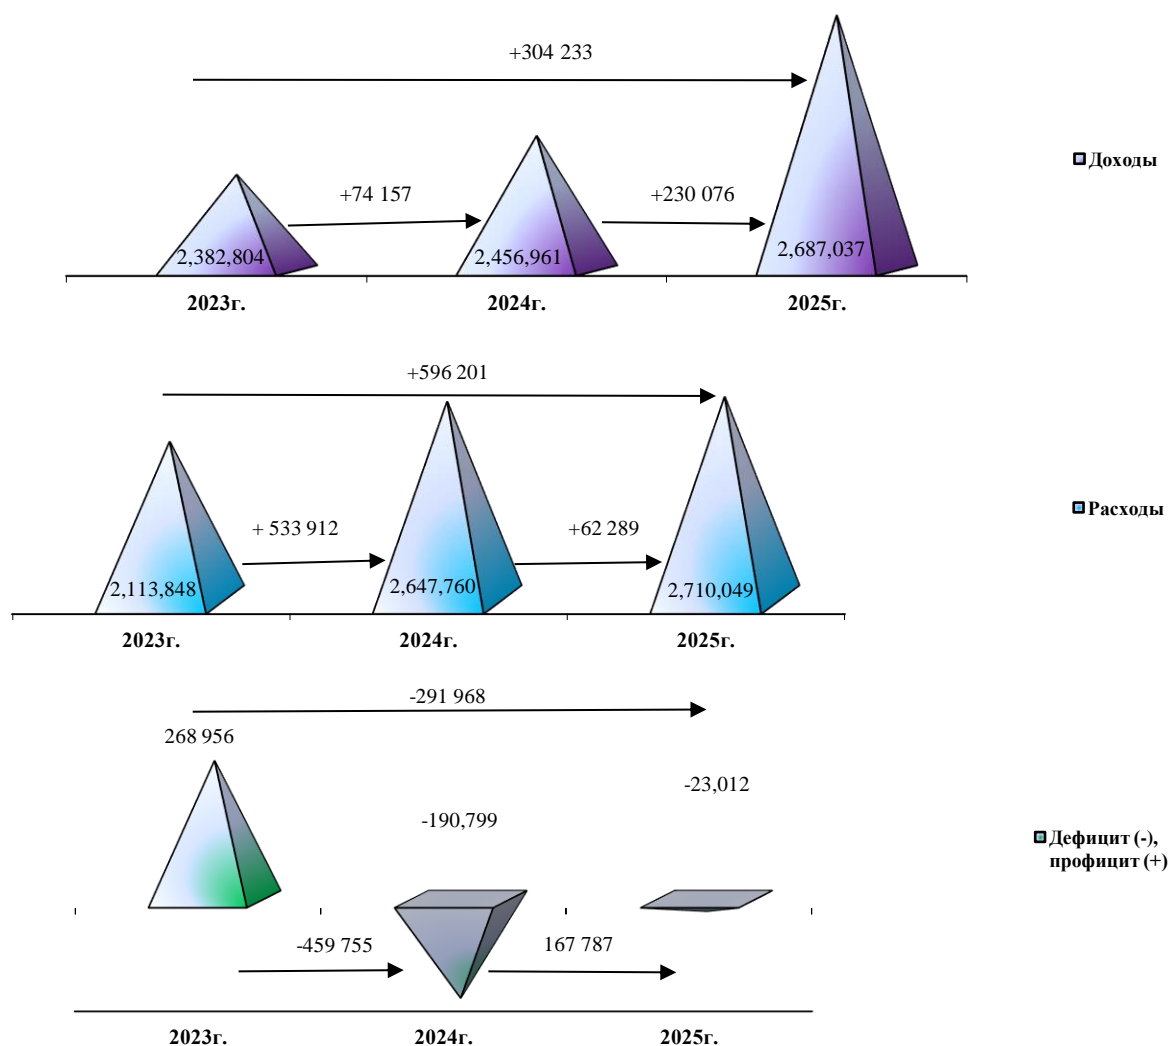 +304 233
Доходы
+74 157
+230 076
2,382,804
2,456,961
2,687,037
2023г.
2024г.
2025г.
+596 201
+ 533 912
+62 289
Расходы
2,113,848
2,647,760
2,710,049
2023г.
2024г.
2025г.
-291 968
268 956
-23,012
-190,799
Дефицит (-),
профицит (+)
-459 755
167 787
2023г.
2024г.
2025г.